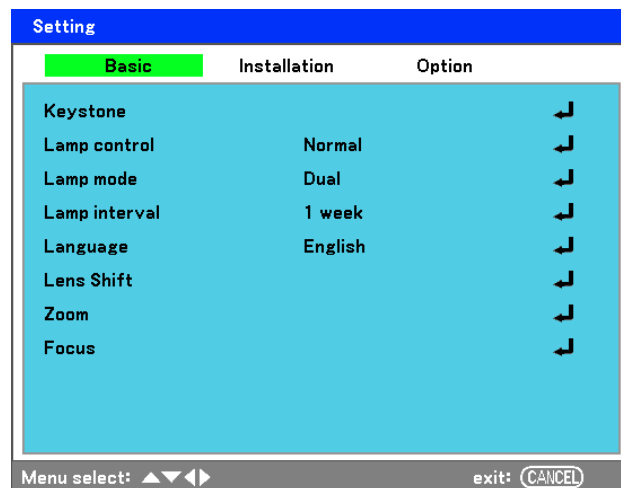 Setting
Basic Installation Option
Keystone
Lamp control Normal
Lamp mode Dual
Lamp interval 1 week
Language English
Lens Shift
Zoom
Focus
Menu select: ▲▼◀▶ exit: CANCEL